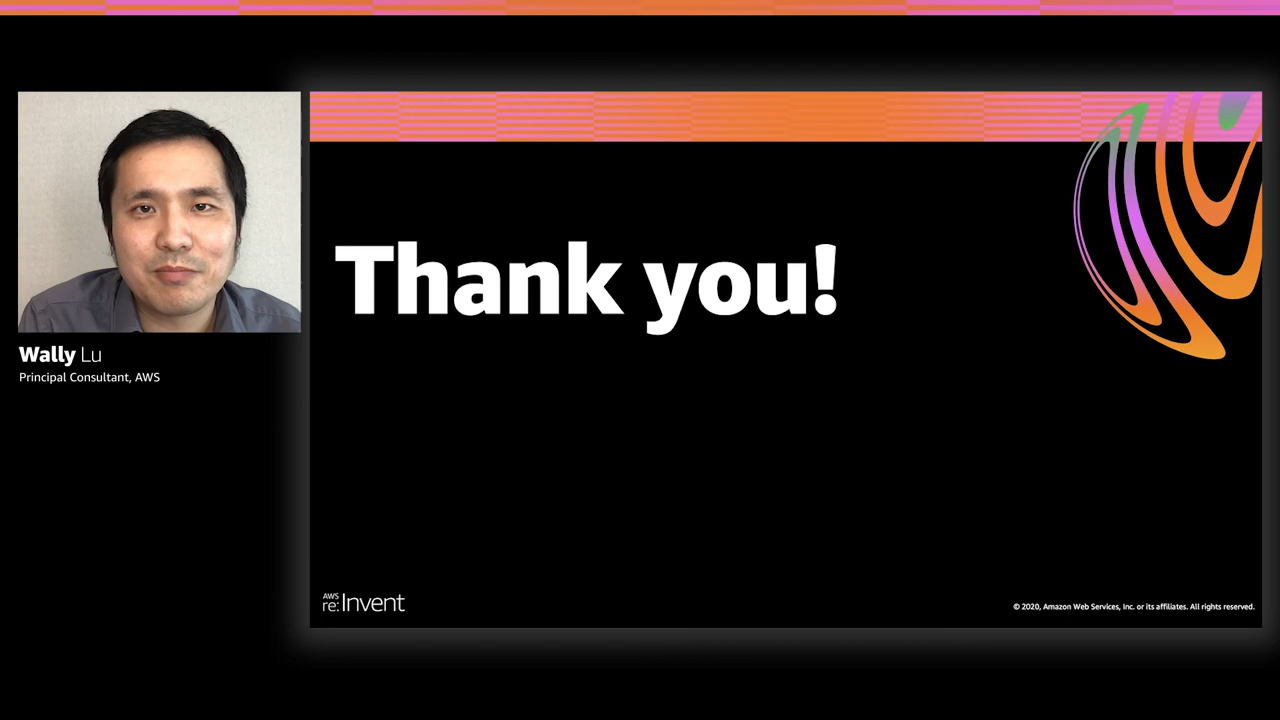 Thank you!
Wally Lu
Principal Consultant, AWS
AWS
re:Invent
© 2020, Amazon Web Services, Inc. or its affiliates. All rights reserved.